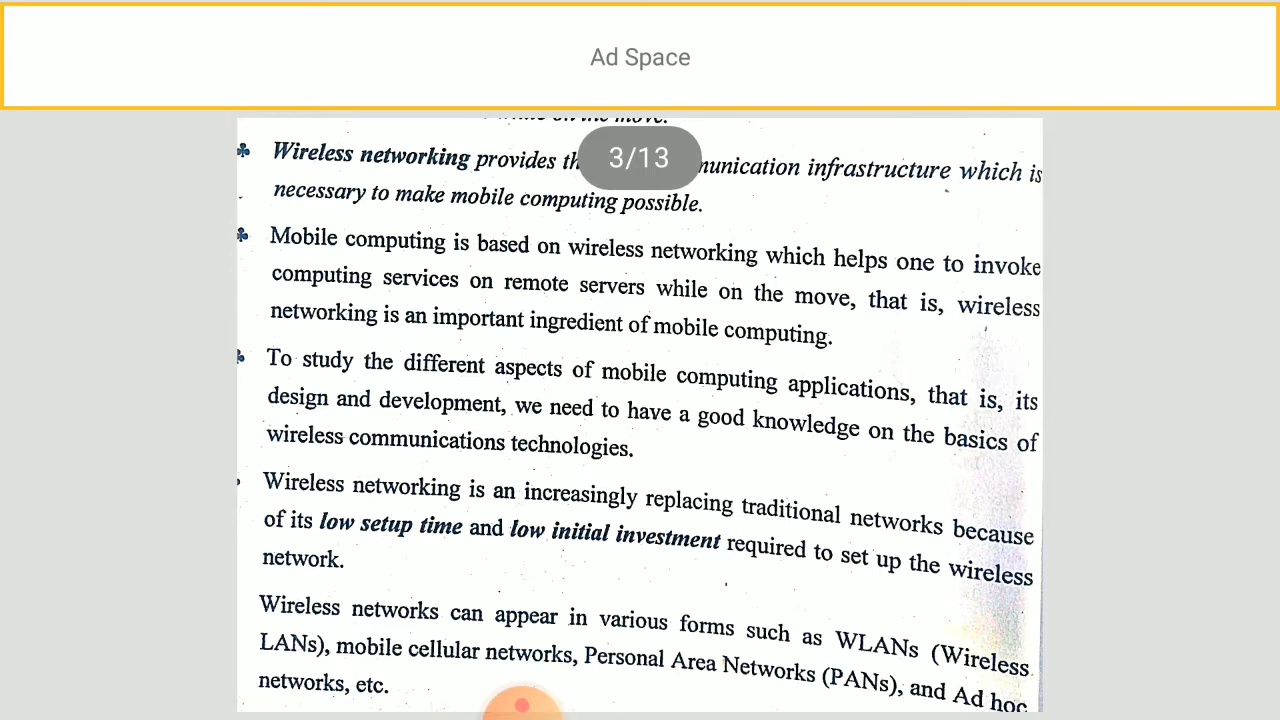 Ad Space
on the move.
3/13
Wireless networking provides munication infrastructure which is
necessary to make mobile computing possible.
Mobile computing is based on wireless networking which helps one to invoke
computing services on remote servers while on the move, that is, wireless
networking is an important ingredient of mobile computing.
To study the different aspects of mobile computing applications, that is, its
design and development, we need to have a good knowledge on the basics of
wireless communications technologies.
Wireless networking is an increasingly replacing traditional networks because
of its low setup time and low initial investment required to set up the wireless
network.
Wireless networks can appear in various forms such as WLANs (Wireless
LANs), mobile cellular networks, Personal Area Networks (PANs), and Ad hoc
networks, etc.